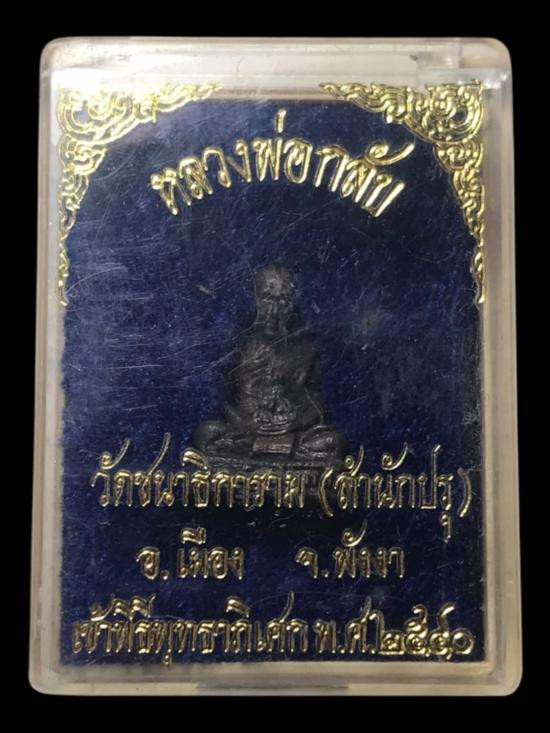 หลวงพ่อกลับ
วัดชนาธิการาม (สำนักปรุ)
อ.เมือง จ.พังงา
เข้าพิธีพุทธาภิเศก พ.ศ.๒๕๔๐